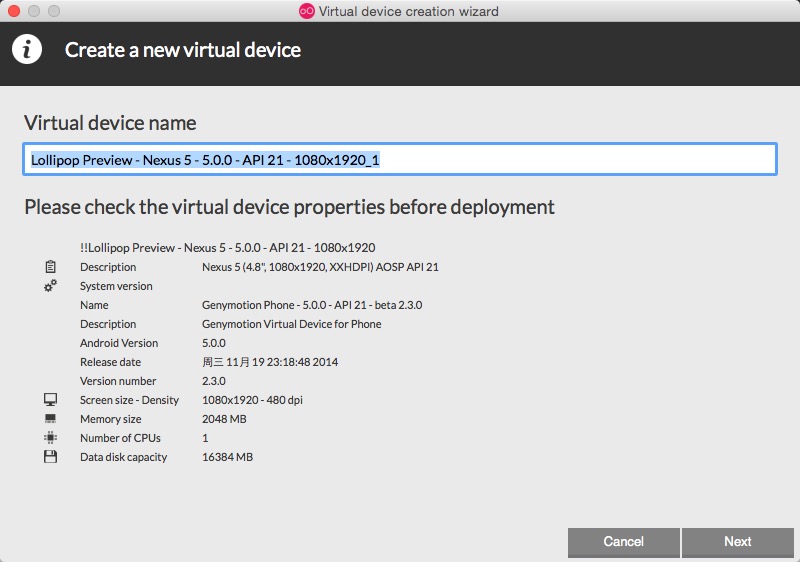 Virtual device creation wizard
Create a new virtual device
Virtual device name
Lollipop Preview - Nexus 5 - 5.0.0 - API 21 - 1080x1920_1
Please check the virtual device properties before deployment
!!Lollipop Preview - Nexus 5 - 5.0.0 - API 21 - 1080x1920
Description Nexus 5 (4.8", 1080x1920, XXHDPI) AOSP API 21
System version
Name Genymotion Phone - 5.0.0 - API 21 - beta 2.3.0
Description Genymotion Virtual Device for Phone
Android Version 5.0.0
Release date 周三 11月 19 23:18:48 2014
Version number 2.3.0
Screen size - Density 1080x1920 - 480 dpi
Memory size 2048 MB
Number of CPUs 1
Data disk capacity 16384 MB
Cancel Next